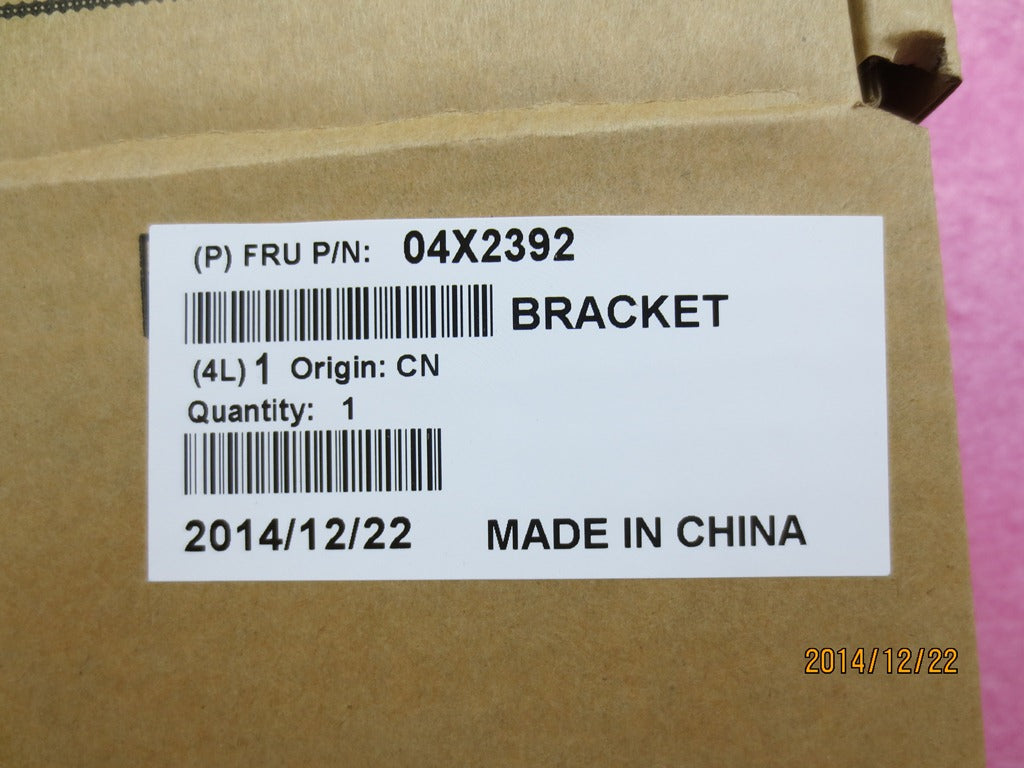 (P) FRU P/N: 04X2392
BRACKET
(4L) 1 Origin: CN
Quantity: 1
2014/12/22 MADE IN CHINA
2014/12/22